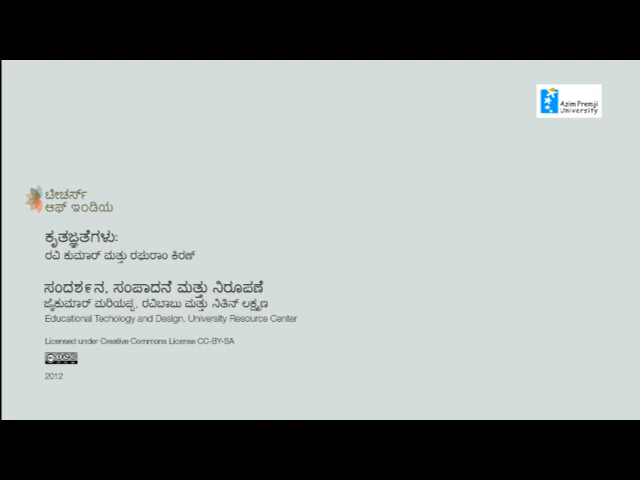 Azim Premji
University
ಟೀಚರ್ಸ್
ಆಫ್ ಇಂಡಿಯ
ಕೃತಜ್ಞತೆಗಳು:
ರವಿ ಕುಮಾರ್ ಮತ್ತು ರಘುರಾಂ ಕಿರಣ್
ಸಂದರ್ಶನ, ಸಂಪಾದನೆ ಮತ್ತು ನಿರೂಪಣೆ
ಜೈಕುಮಾರ್ ಮರಿಯಪ್ಪ, ರವಿಬಾಬು ಮತ್ತು ನಿತಿನ್ ಲಕ್ಷ್ಮಣ
Educational Techology and Design, University Resource Center
Licensed under Creative Commons License CC-BY-SA
2012